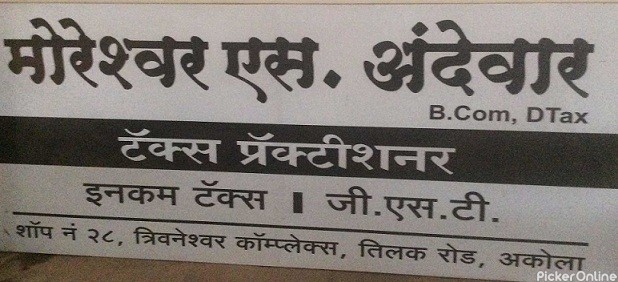 मोरेश्वर एस. अंदेवार
B.Com, DTax
टॅक्स प्रॅक्टीशनर
इनकम टॅक्स | जी.एस.टी.
शॉप नं २८, त्रिवनेश्वर कॉम्प्लेक्स, तिलक रोड, अकोला
PickerOnline